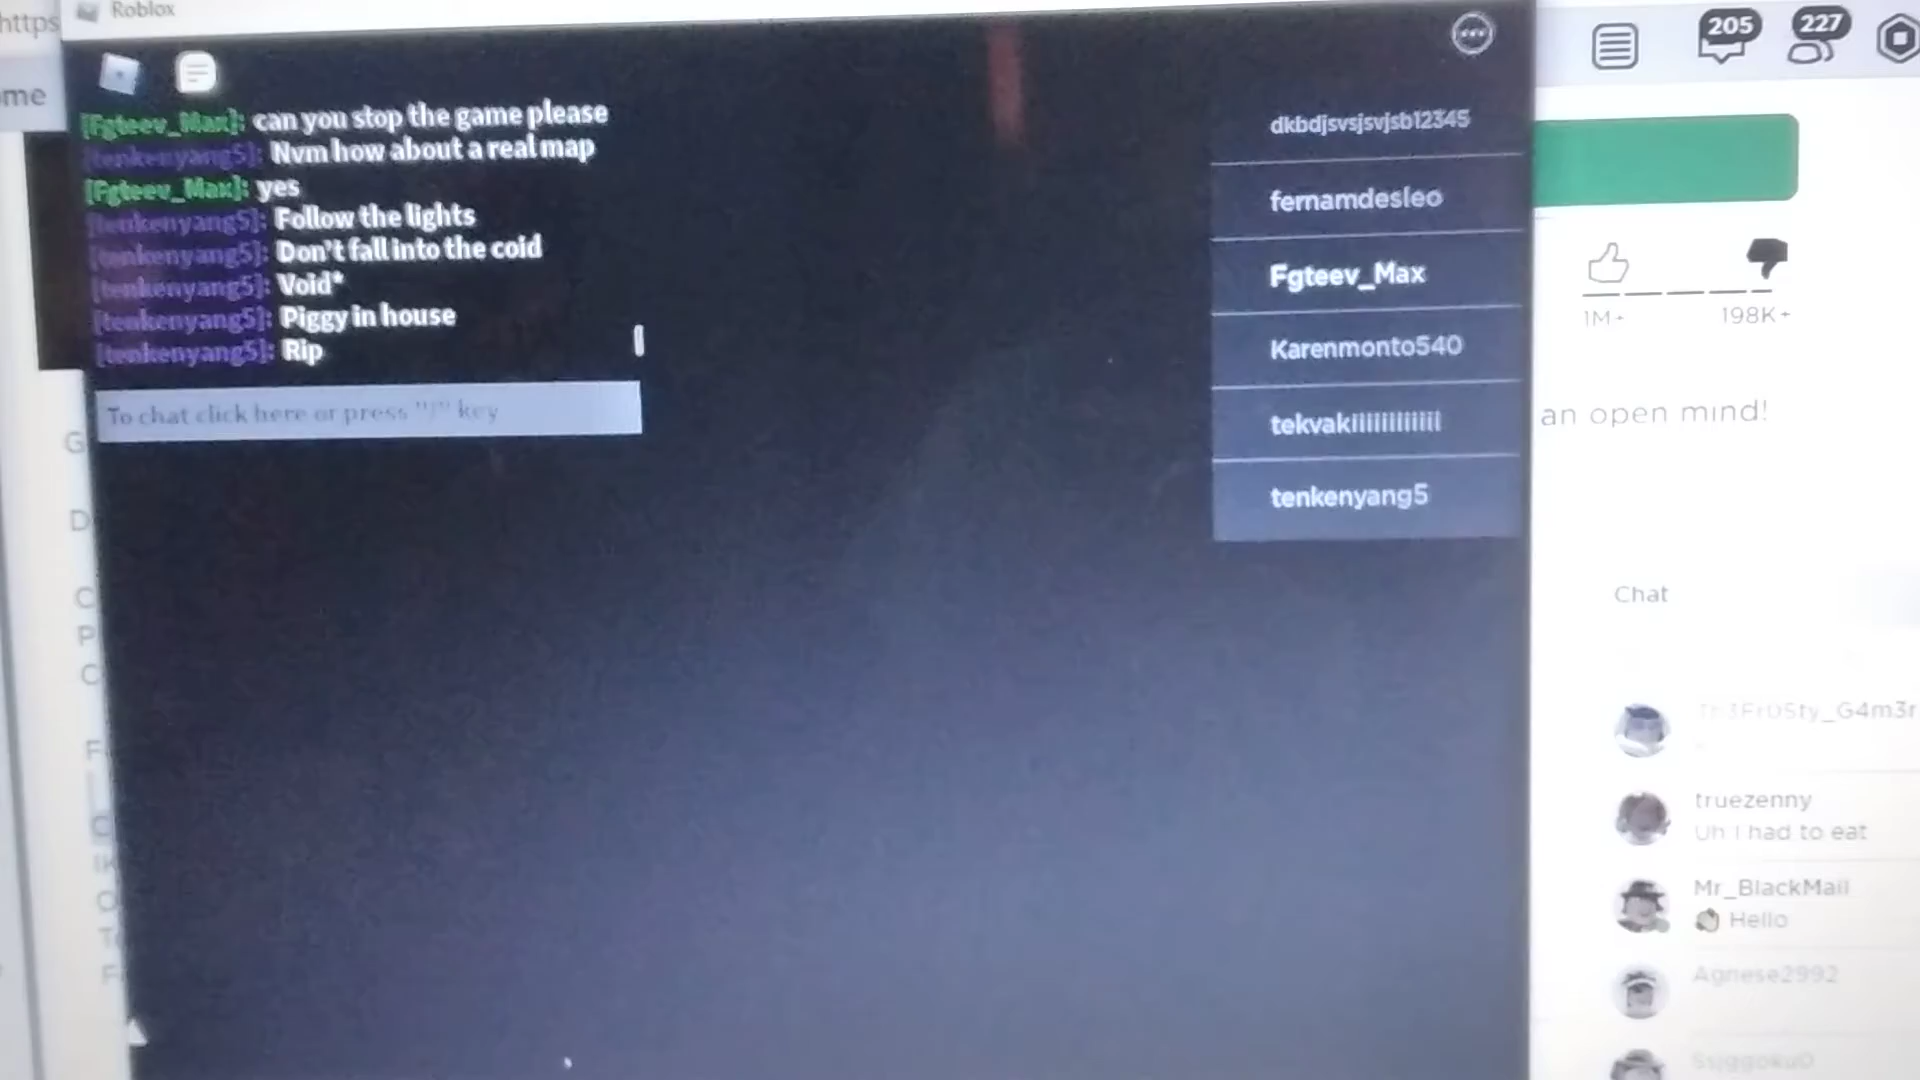 https
Roblox
205
227
ome
[Fgteev_Max]: can you stop the game please
[tenkenyang5]: Nvm how about a real map
[Fgteev_Max]: yes
[tenkenyang5]: Follow the lights
[tenkenyang5]: Don't fall into the coid
[tenkenyang5]: Void*
[tenkenyang5]: Piggy in house
[tenkenyang5]: Rip
To chat click here or press "/" key
dkbdjsvsjsvjsb12345
fernamdesleo
Fgteev_Max
Karenmonto540
tenkenyang5
1M+
198K+
an open mind!
Chat
truezenny
Uh I had to eat
Mr_BlackMail
Hello
Agnese2992